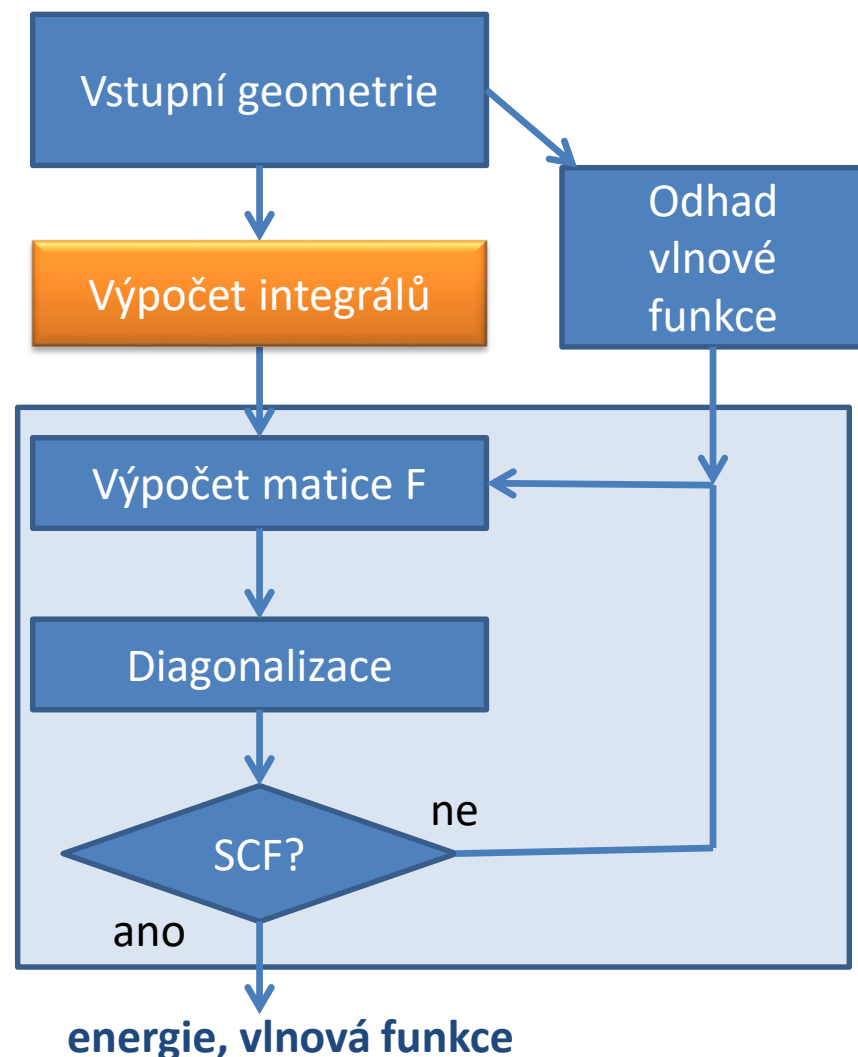 Vstupní geometrie
Odhad
vlnové
funkce
Výpočet integrálů
Výpočet matice F
Diagonalizace
ne
SCF?
ano
energie, vlnová funkce